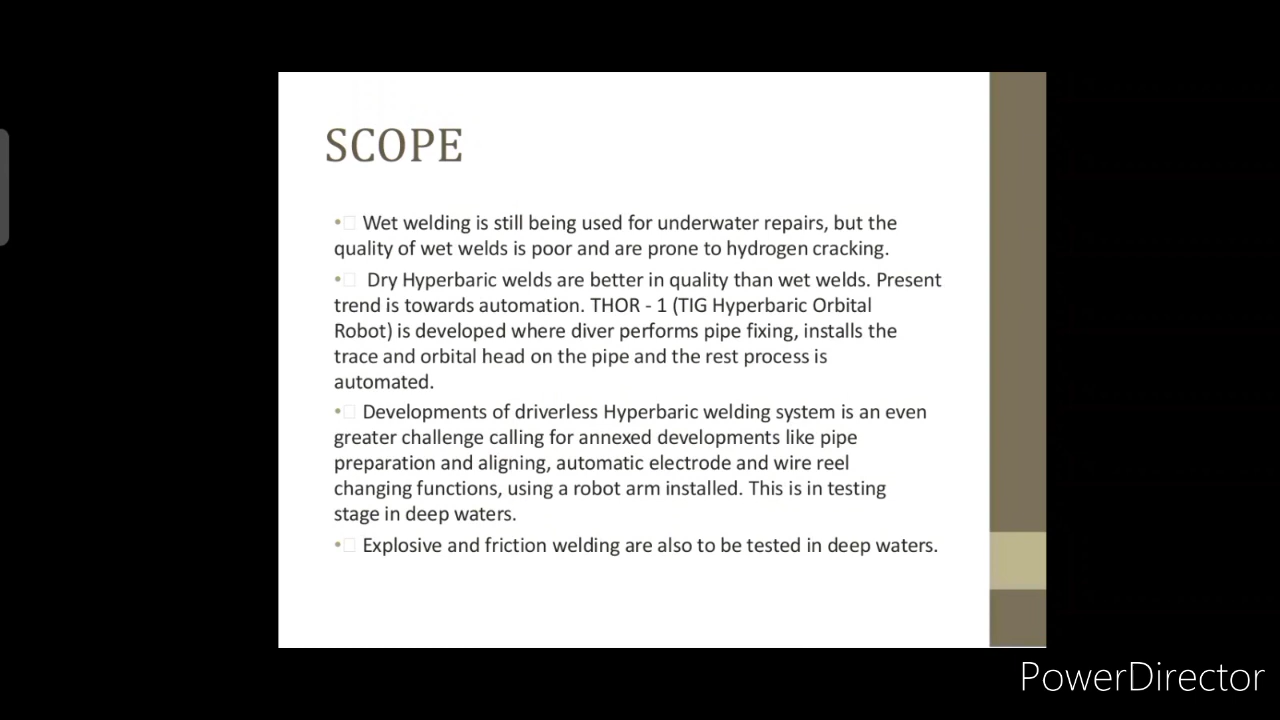 SCOPE
• Wet welding is still being used for underwater repairs, but the
quality of wet welds is poor and are prone to hydrogen cracking.
• Dry Hyperbaric welds are better in quality than wet welds. Present
trend is towards automation. THOR - 1 (TIG Hyperbaric Orbital
Robot) is developed where diver performs pipe fixing, installs the
trace and orbital head on the pipe and the rest process is
automated.
• Developments of driverless Hyperbaric welding system is an even
greater challenge calling for annexed developments like pipe
preparation and aligning, automatic electrode and wire reel
changing functions, using a robot arm installed. This is in testing
stage in deep waters.
• Explosive and friction welding are also to be tested in deep waters.
PowerDirector